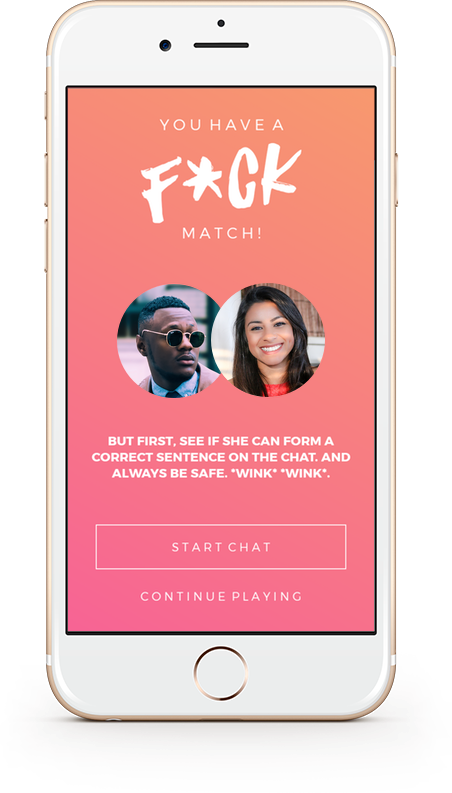 YOU HAVE A
F*CK
MATCH!
BUT FIRST, SEE IF SHE CAN FORM A
CORRECT SENTENCE ON THE CHAT. AND
ALWAYS BE SAFE. *WINK* *WINK*.
START CHAT
CONTINUE PLAYING